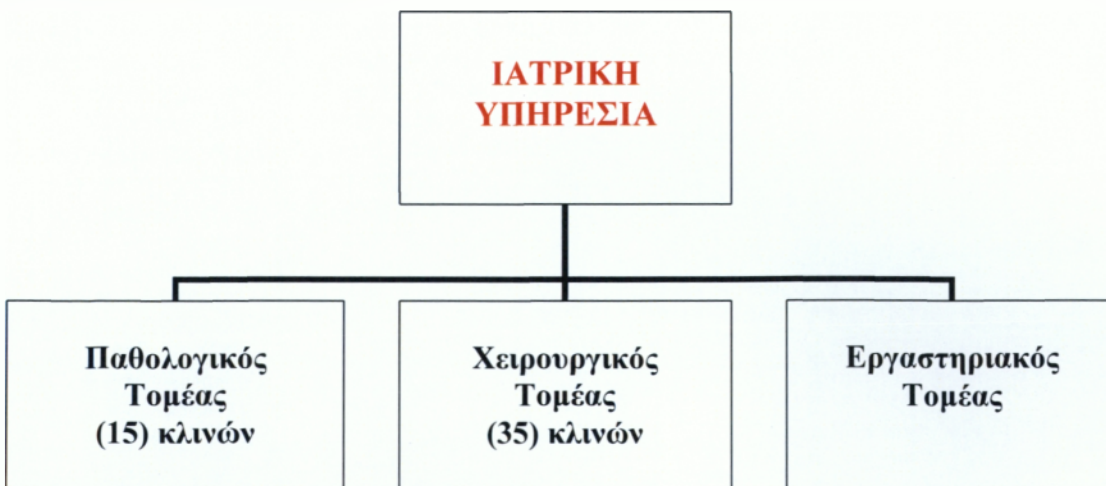 ΙΑΤΡΙΚΗ
ΥΠΗΡΕΣΙΑ
Παθολογικός
Τομέας
(15) κλινών
Χειρουργικός
Τομέας
(35) κλινών
Εργαστηριακός
Τομέας